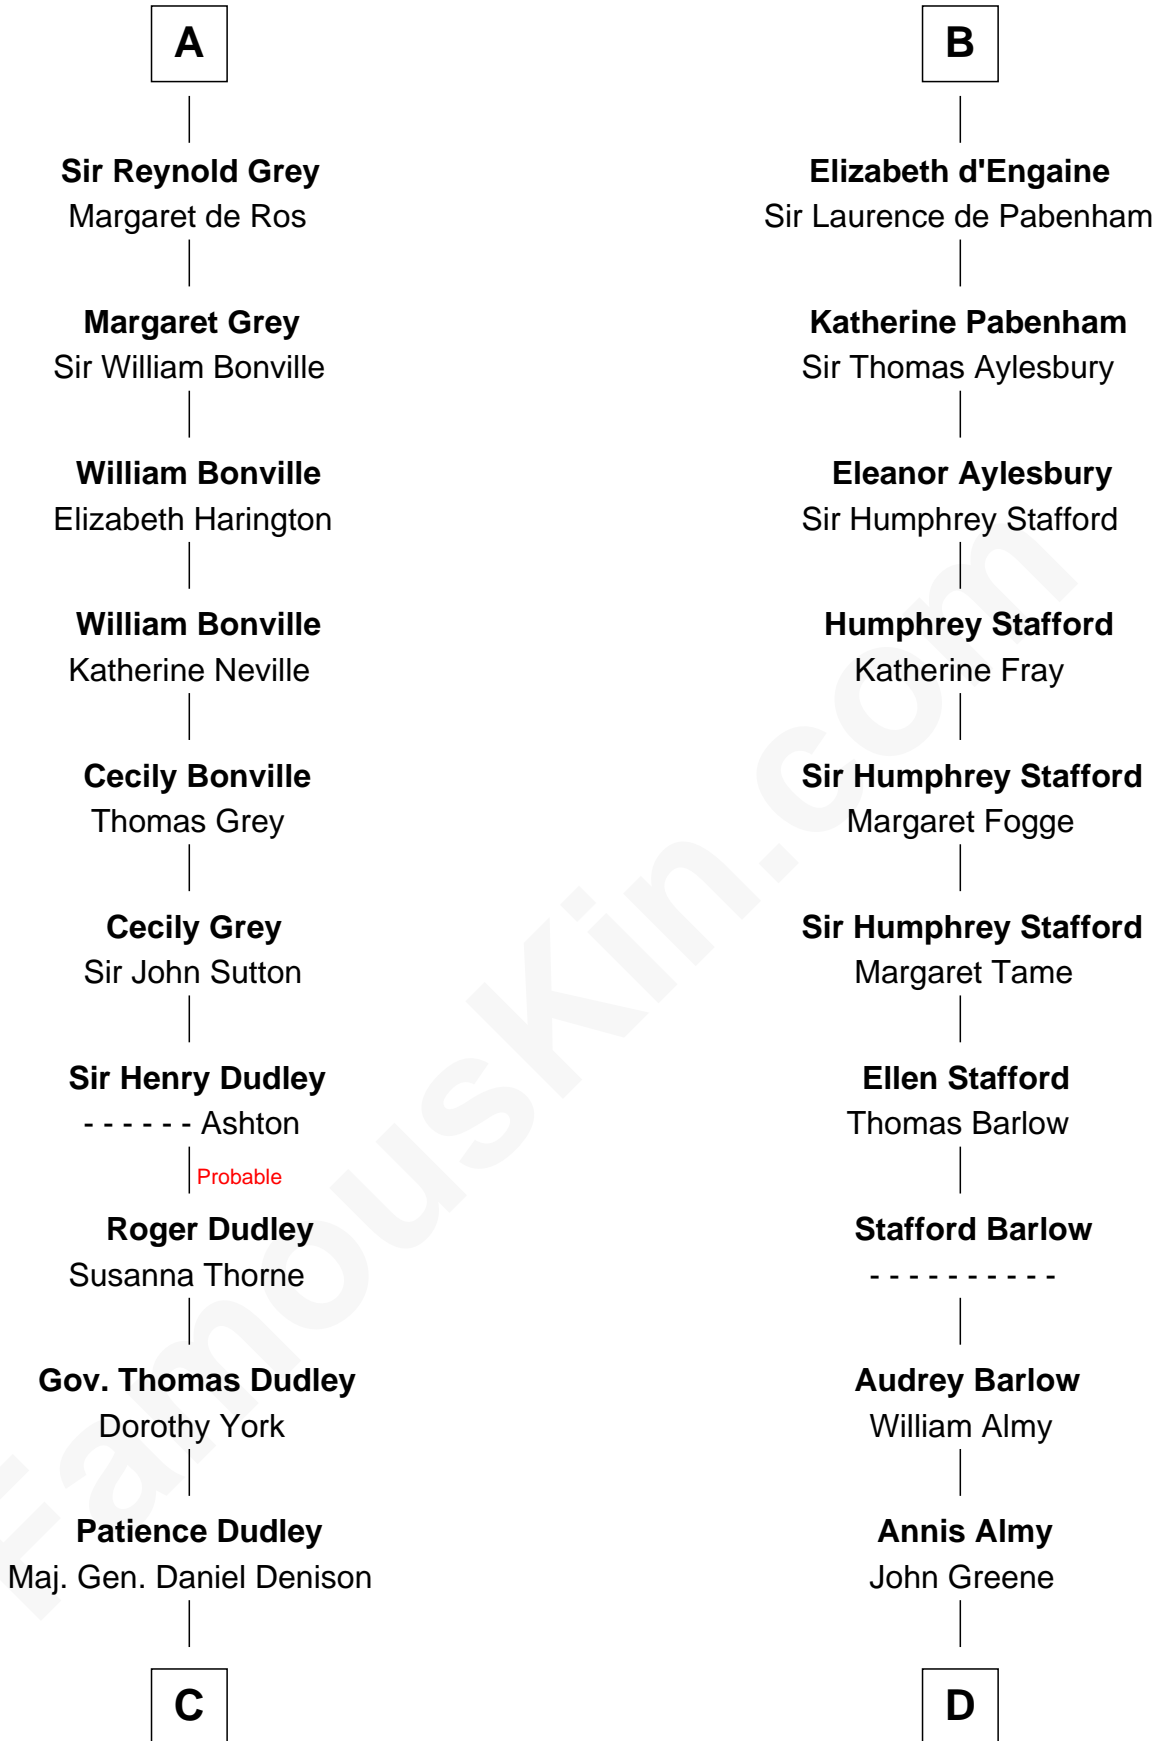 A
Sir Reynold Grey
Margaret de Ros
Margaret Grey
Sir William Bonville
William Bonville
Elizabeth Harington
William Bonville
Katherine Neville
Cecily Bonville
Thomas Grey
Cecily Grey
Sir John Sutton
Sir Henry Dudley
- - - - - - Ashton
Probable
Roger Dudley
Susanna Thorne
Gov. Thomas Dudley
Dorothy York
Patience Dudley
Maj. Gen. Daniel Denison
C
B
Elizabeth d'Engaine
Sir Laurence de Pabenham
Katherine Pabenham
Sir Thomas Aylesbury
Eleanor Aylesbury
Sir Humphrey Stafford
Humphrey Stafford
Katherine Fray
Sir Humphrey Stafford
Margaret Fogge
Sir Humphrey Stafford
Margaret Tame
Ellen Stafford
Thomas Barlow
Stafford Barlow
- - - - - - - - - -
Audrey Barlow
William Almy
Annis Almy
John Greene
D
FamousKin.com